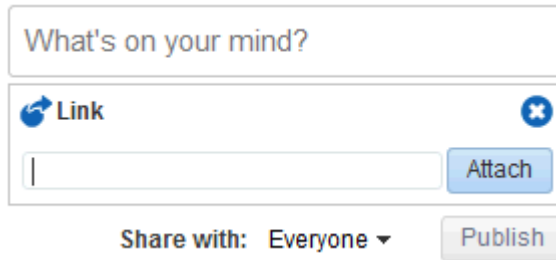 What's on your mind?
Link
Attach
Share with: Everyone
Publish